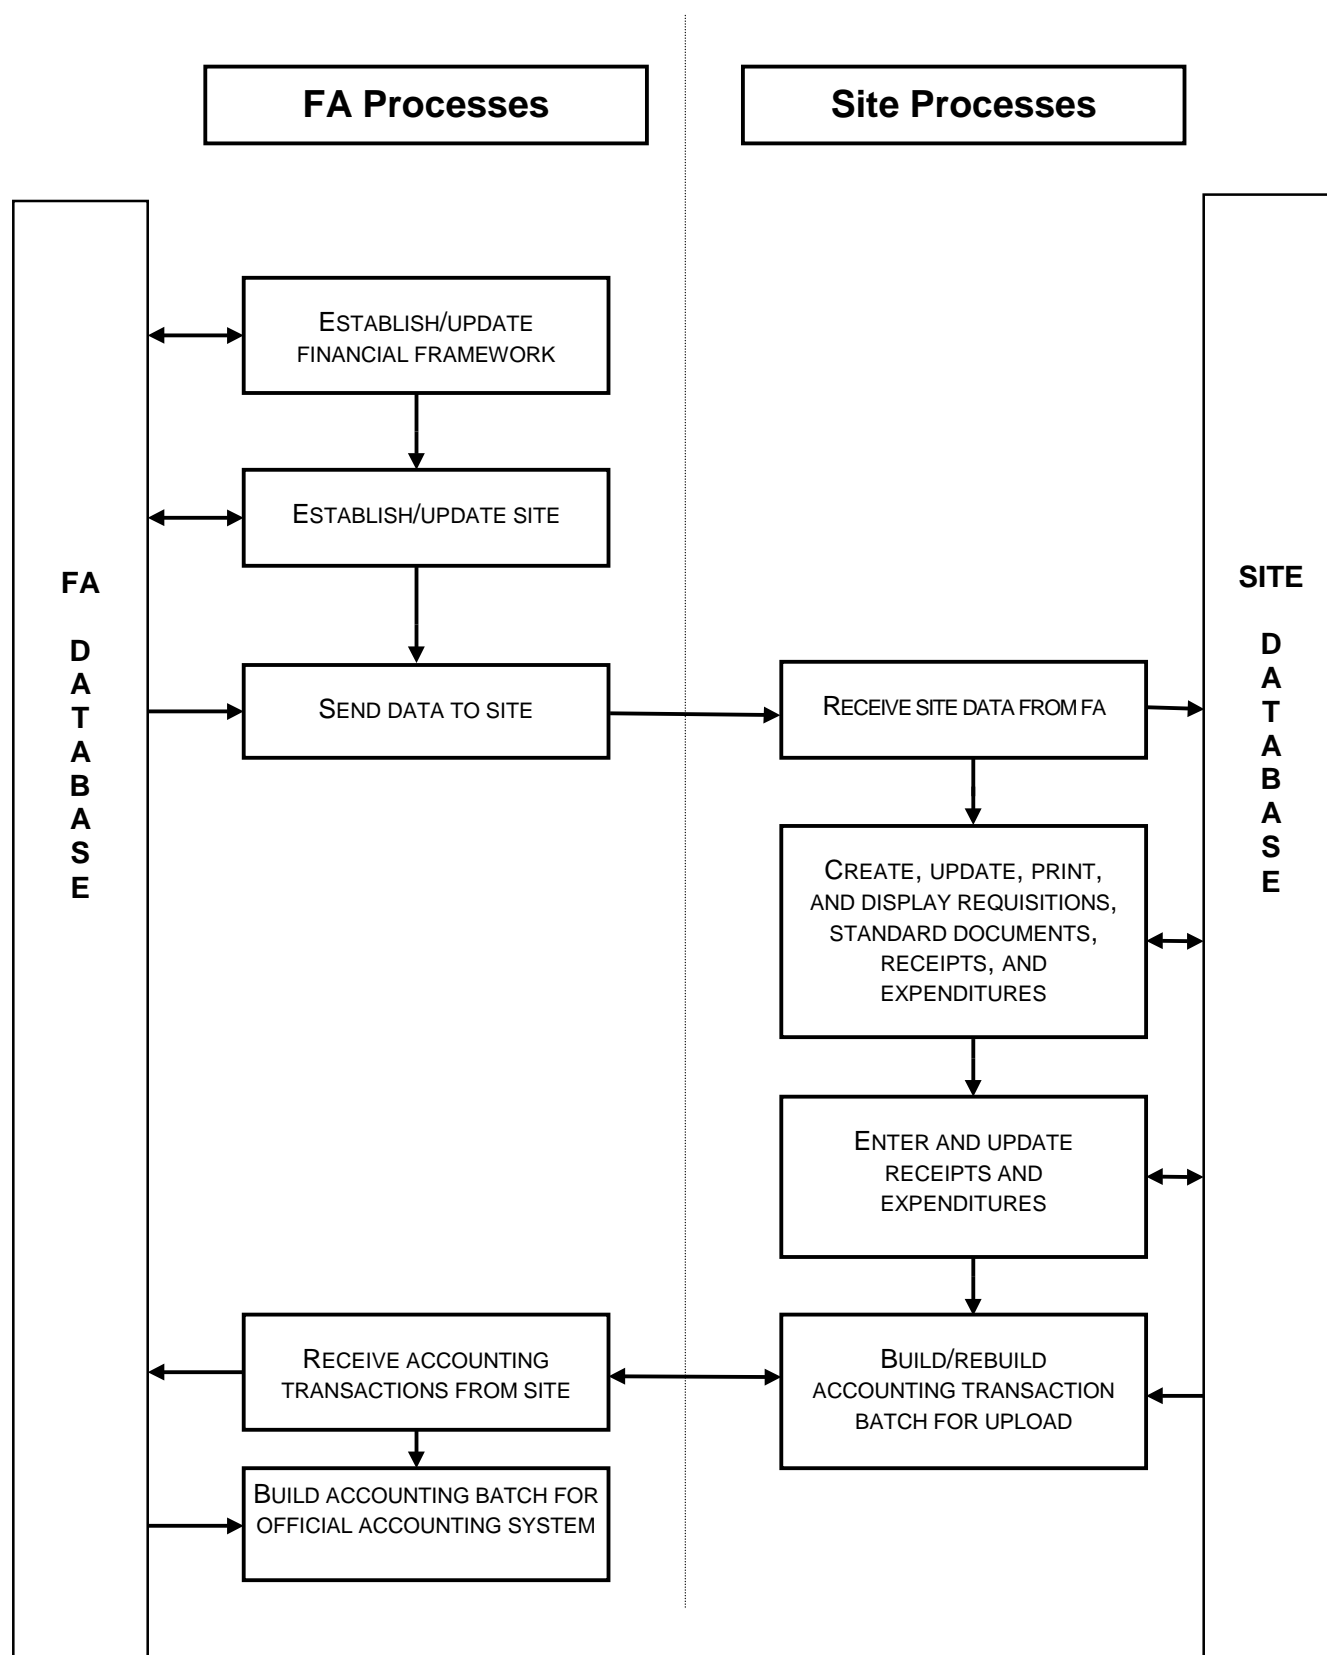 FA Processes
Site Processes
ESTABLISH/UPDATE
FINANCIAL FRAMEWORK
ESTABLISH/UPDATE SITE
FA
D
A
T
A
B
A
S
E
SITE
D
A
T
A
B
A
S
E
SEND DATA TO SITE
RECEIVE SITE DATA FROM FA
CREATE, UPDATE, PRINT,
AND DISPLAY REQUISITIONS,
STANDARD DOCUMENTS,
RECEIPTS, AND
EXPENDITURES
ENTER AND UPDATE
RECEIPTS AND
EXPENDITURES
RECEIVE ACCOUNTING
TRANSACTIONS FROM SITE
BUILD/REBUILD
ACCOUNTING TRANSACTION
BATCH FOR UPLOAD
BUILD ACCOUNTING BATCH FOR
OFFICIAL ACCOUNTING SYSTEM